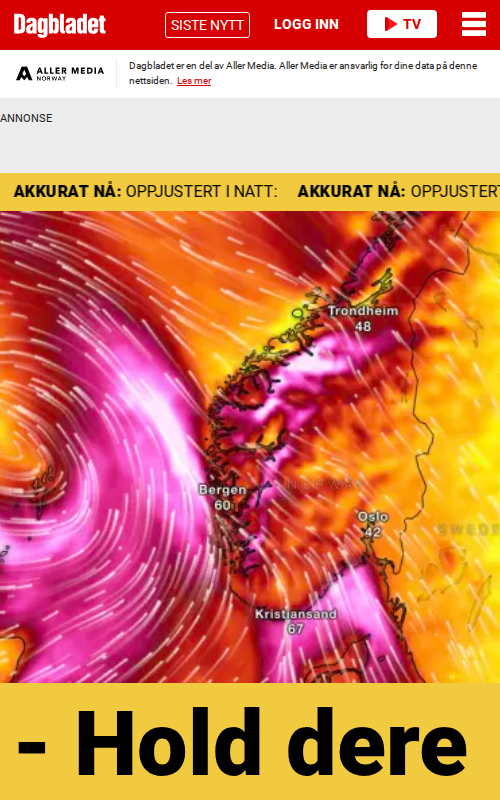 Dagbladet
SISTE NYTT
LOGG INN
TV
ALLER MEDIA
NORWAY
Dagbladet er en del av Aller Media. Aller Media er ansvarlig for dine data på denne
nettsiden. Les mer
ANNONSE
AKKURAT NÅ: OPPJUSTERT I NATT: AKKURAT NÅ: OPPJUSTERT
Trondheim
48
Bergen
60
NORWAY
Oslo
42
SWEDE
Kristiansand
67
- Hold dere